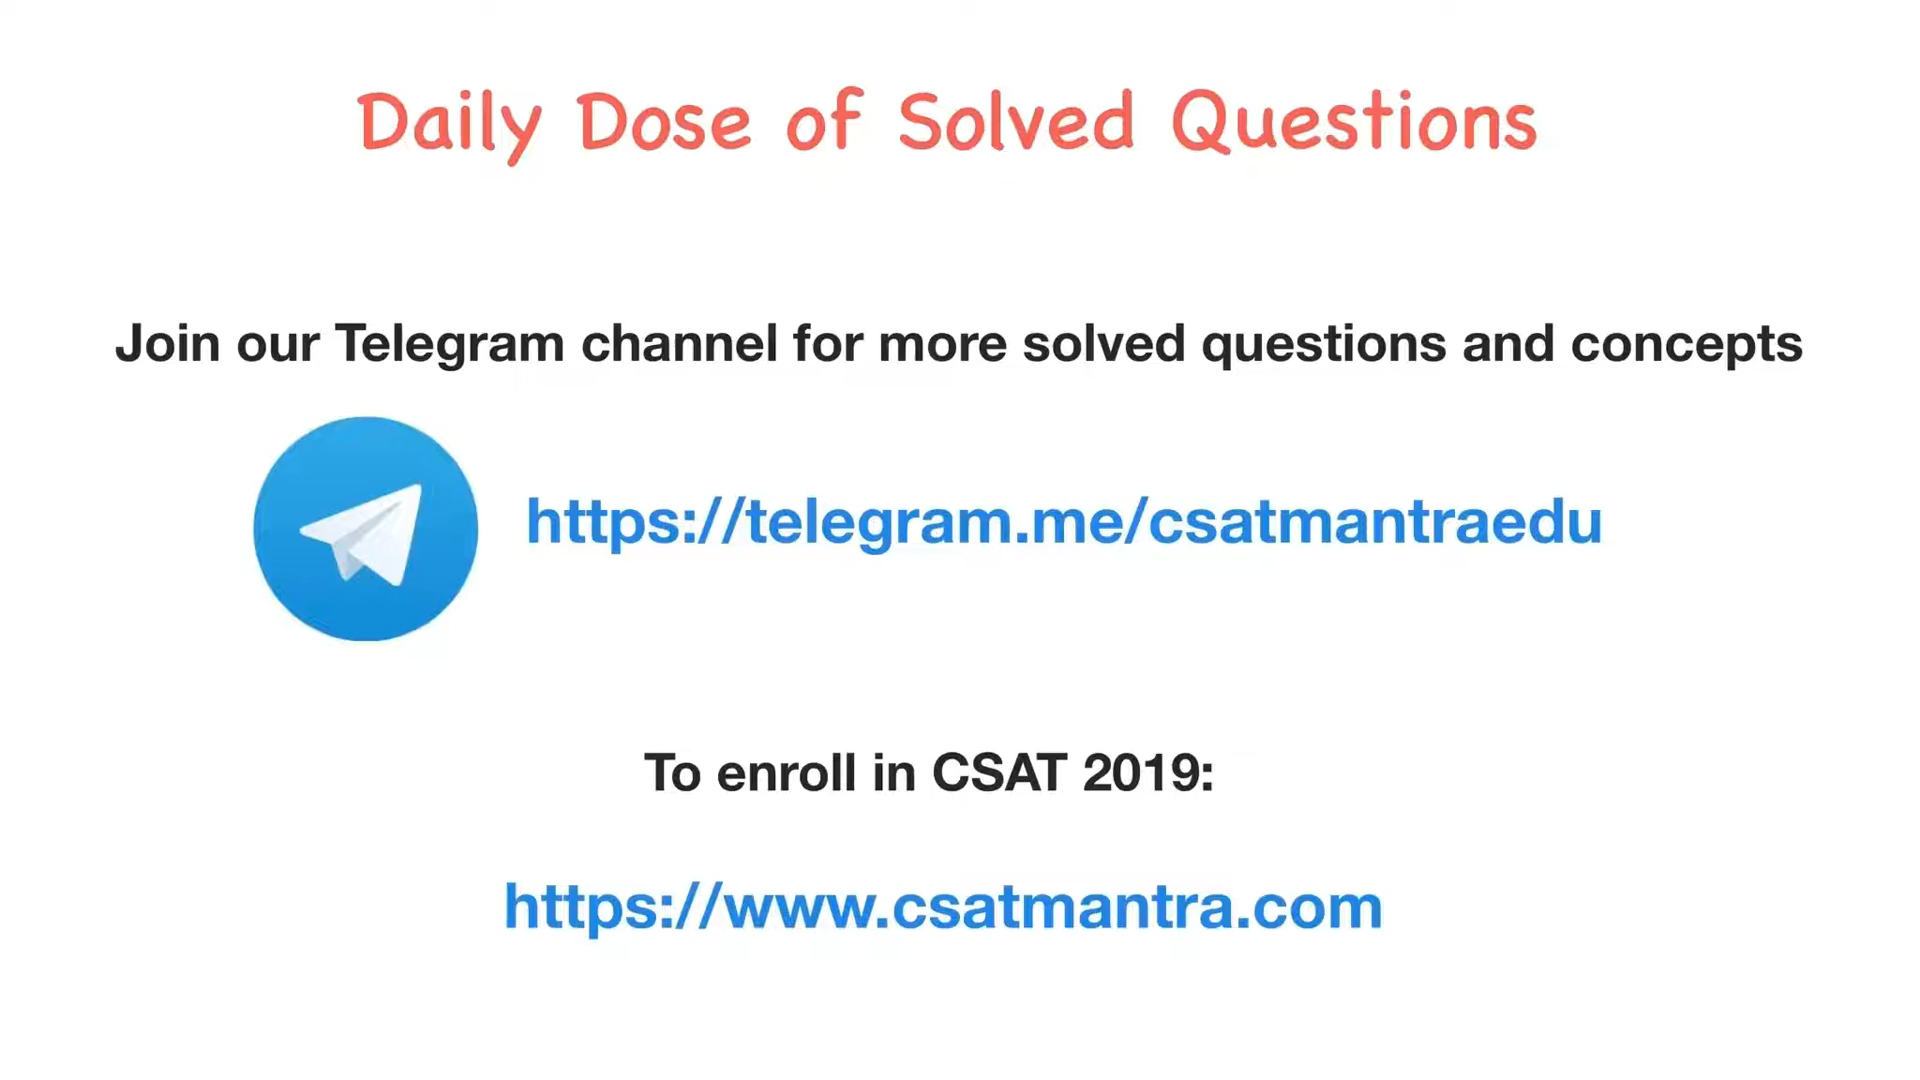 Daily Dose of Solved Questions
Join our Telegram channel for more solved questions and concepts
https://telegram.me/csatmantraedu
To enroll in CSAT 2019:
https://www.csatmantra.com